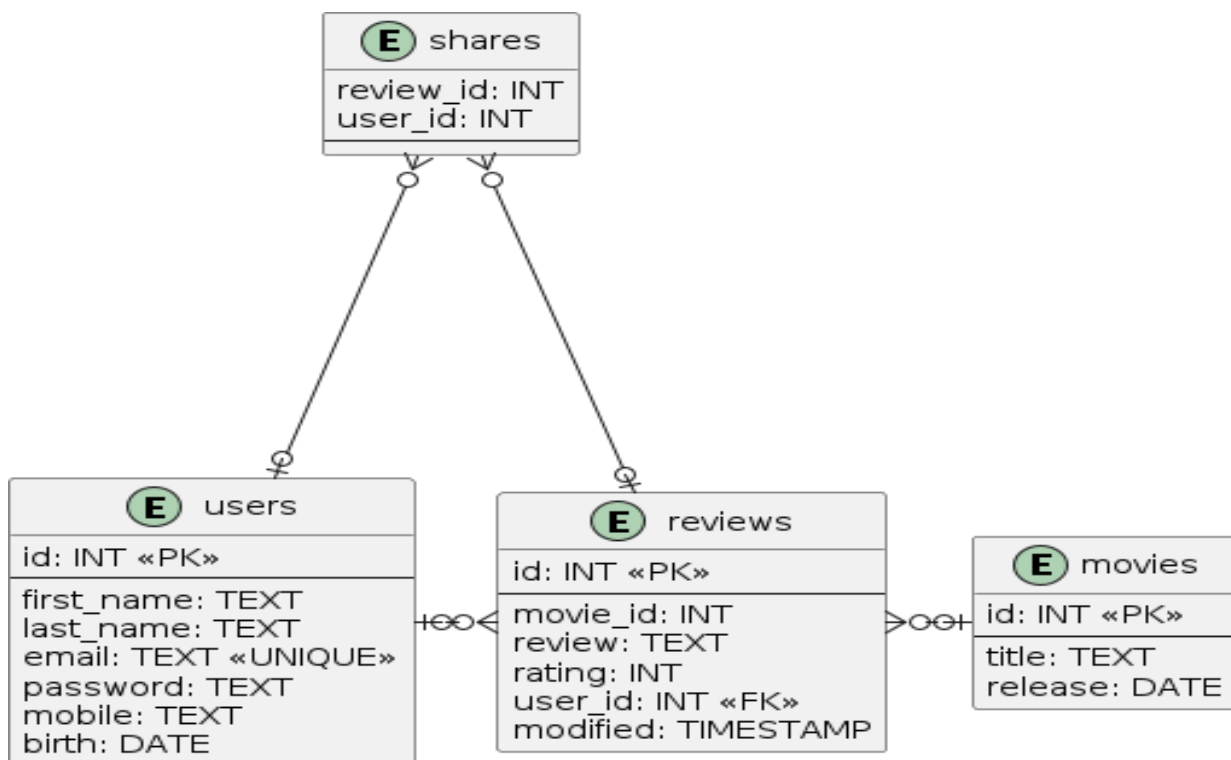 E shares
review_id: INT
user_id: INT
E users
id: INT «PK»
first_name: TEXT
last_name: TEXT
email: TEXT «UNIQUE»
password: TEXT
mobile: TEXT
birth: DATE
E reviews
id: INT «PK»
movie_id: INT
review: TEXT
rating: INT
user_id: INT «FK»
modified: TIMESTAMP
E movies
id: INT «PK»
title: TEXT
release: DATE